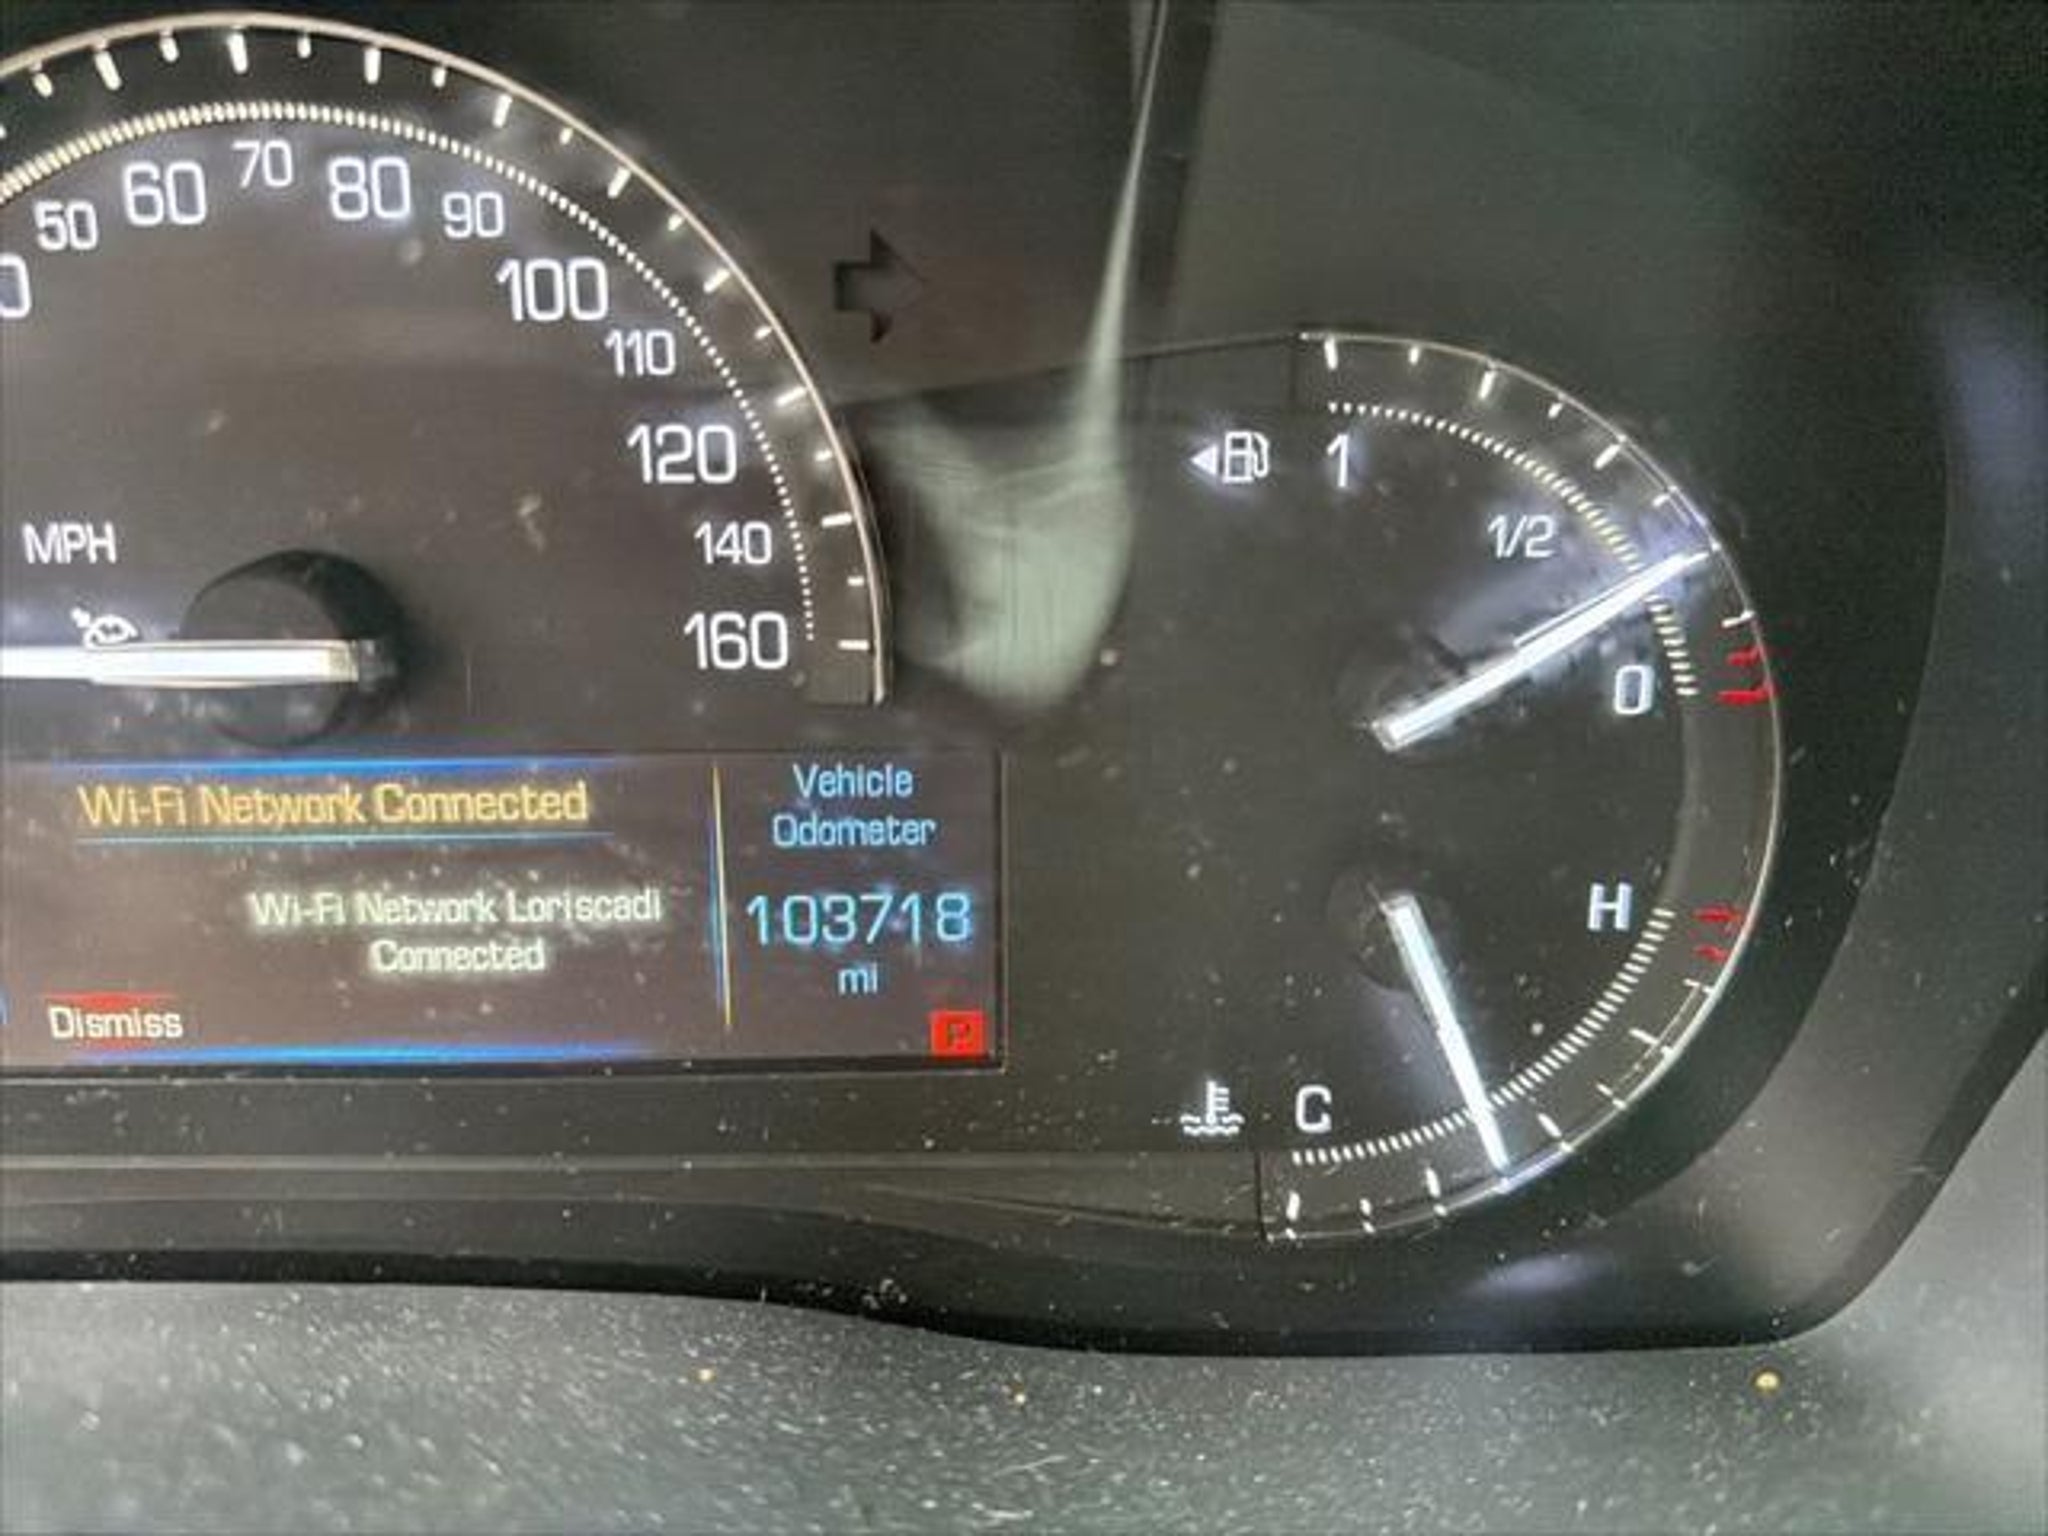 50 60 70 80 90
100
110
120
140
160
MPH
1
1/2
0
H
C
Wi-Fi Network Connected
Wi-Fi Network Loriscadi
Connected
Dismiss
Vehicle
Odometer
103718
mi
P